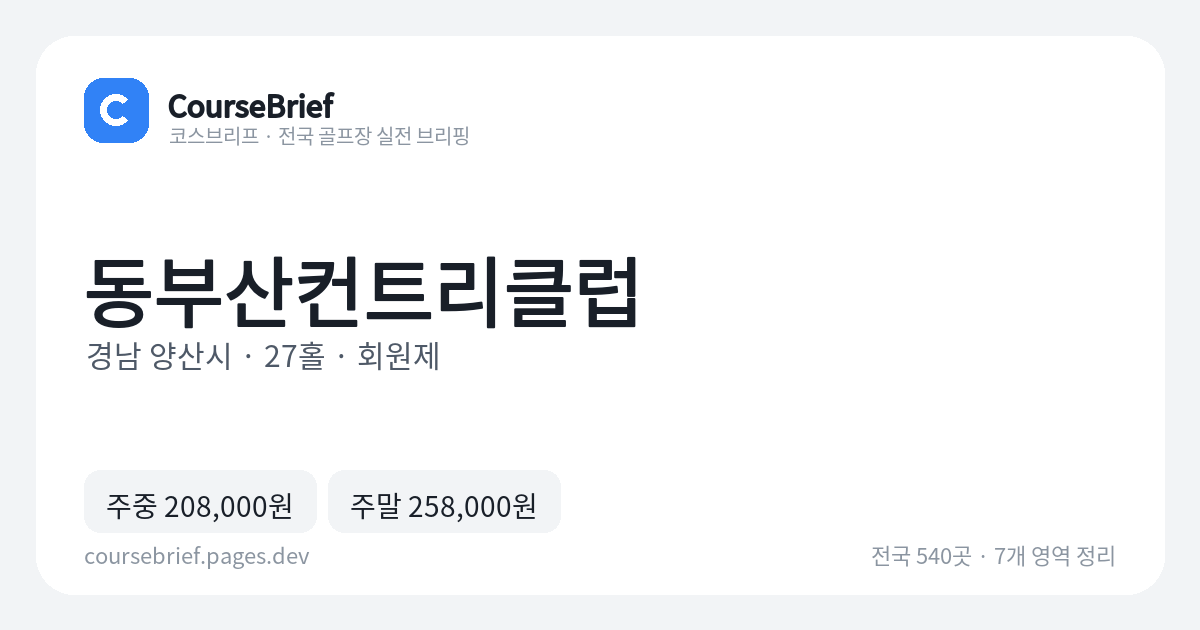 C
CourseBrief
코스브리프 · 전국 골프장 실전 브리핑
동부산컨트리클럽
경남 양산시 · 27홀 · 회원제
주중 208,000원 주말 258,000원
coursebrief.pages.dev 전국 540곳 · 7개 영역 정리